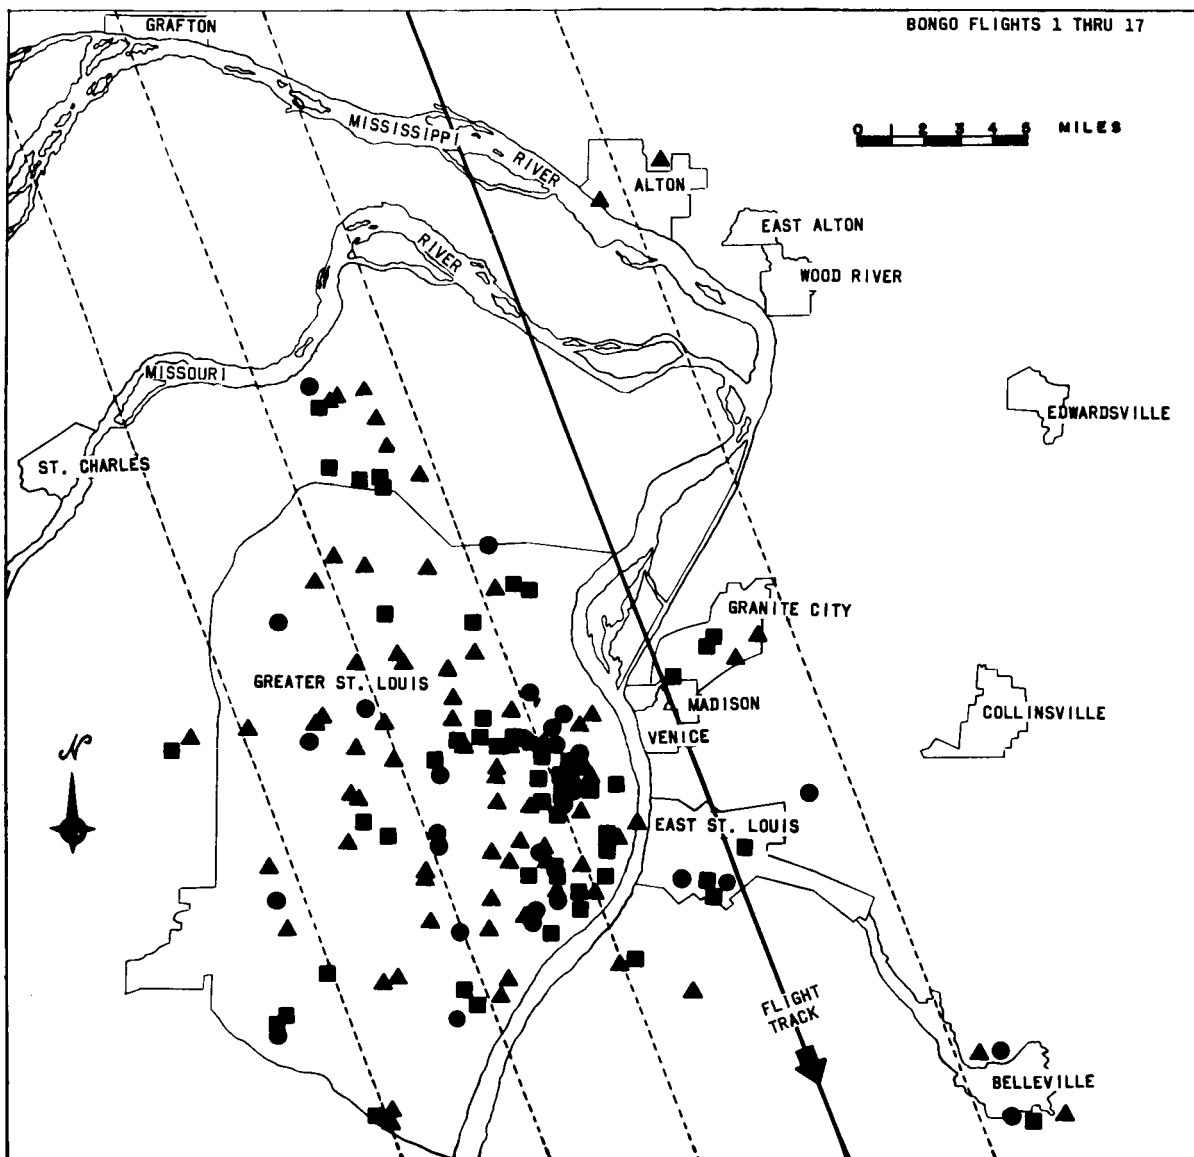 GRAFTON
BONGO FLIGHTS 1 THRU 17
0 1 2 3 4 5 MILES
MISSISSIPPI RIVER
ALTON
EAST ALTON
RIVER
WOOD RIVER
MISSOURI
EDWARDSVILLE
ST. CHARLES
GRANITE CITY
GREATER ST. LOUIS
MADISON
COLLINSVILLE
VENICE
N
EAST ST. LOUIS
FLIGHT
TRACK
BELLEVILLE